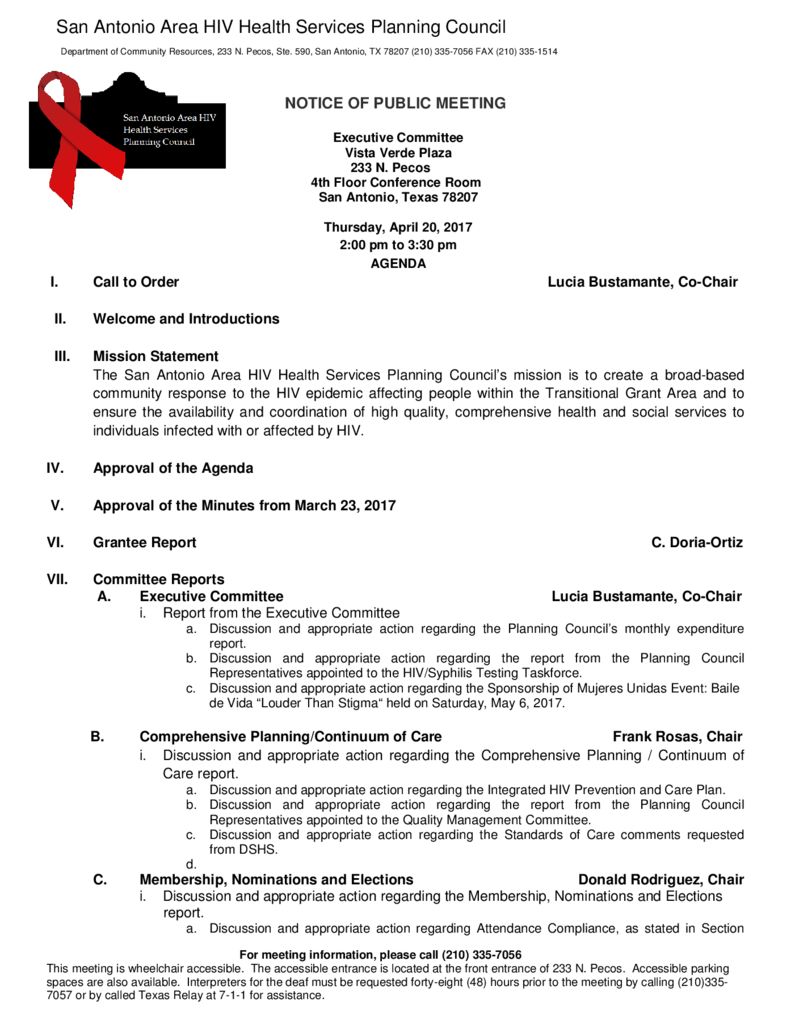 San Antonio Area HIV Health Services Planning Council
Department of Community Resources, 233 N. Pecos, Ste. 590, San Antonio, TX 78207 (210) 335-7056 FAX (210) 335-1514
San Antonio Area HIV
Health Services
Planning Council
NOTICE OF PUBLIC MEETING
Executive Committee
Vista Verde Plaza
233 N. Pecos
4th Floor Conference Room
San Antonio, Texas 78207
Thursday, April 20, 2017
2:00 pm to 3:30 pm
AGENDA
I. Call to Order Lucia Bustamante, Co-Chair
II. Welcome and Introductions
III. Mission Statement
The San Antonio Area HIV Health Services Planning Council's mission is to create a broad-based
community response to the HIV epidemic affecting people within the Transitional Grant Area and to
ensure the availability and coordination of high quality, comprehensive health and social services to
individuals infected with or affected by HIV.
IV. Approval of the Agenda
V. Approval of the Minutes from March 23, 2017
VI. Grantee Report C. Doria-Ortiz
VII. Committee Reports
A. Executive Committee Lucia Bustamante, Co-Chair
i. Report from the Executive Committee
a. Discussion and appropriate action regarding the Planning Council's monthly expenditure
report.
b. Discussion and appropriate action regarding the report from the Planning Council
Representatives appointed to the HIV/Syphilis Testing Taskforce.
c. Discussion and appropriate action regarding the Sponsorship of Mujeres Unidas Event: Baile
de Vida “Louder Than Stigma“ held on Saturday, May 6, 2017.
B. Comprehensive Planning/Continuum of Care Frank Rosas, Chair
i. Discussion and appropriate action regarding the Comprehensive Planning / Continuum of
Care report.
a. Discussion and appropriate action regarding the Integrated HIV Prevention and Care Plan.
b. Discussion and appropriate action regarding the report from the Planning Council
Representatives appointed to the Quality Management Committee.
c. Discussion and appropriate action regarding the Standards of Care comments requested
from DSHS.
d.
C. Membership, Nominations and Elections Donald Rodriguez, Chair
i. Discussion and appropriate action regarding the Membership, Nominations and Elections
report.
a. Discussion and appropriate action regarding Attendance Compliance, as stated in Section
For meeting information, please call (210) 335-7056
This meeting is wheelchair accessible. The accessible entrance is located at the front entrance of 233 N. Pecos. Accessible parking
spaces are also available. Interpreters for the deaf must be requested forty-eight (48) hours prior to the meeting by calling (210)335-
7057 or by called Texas Relay at 7-1-1 for assistance.